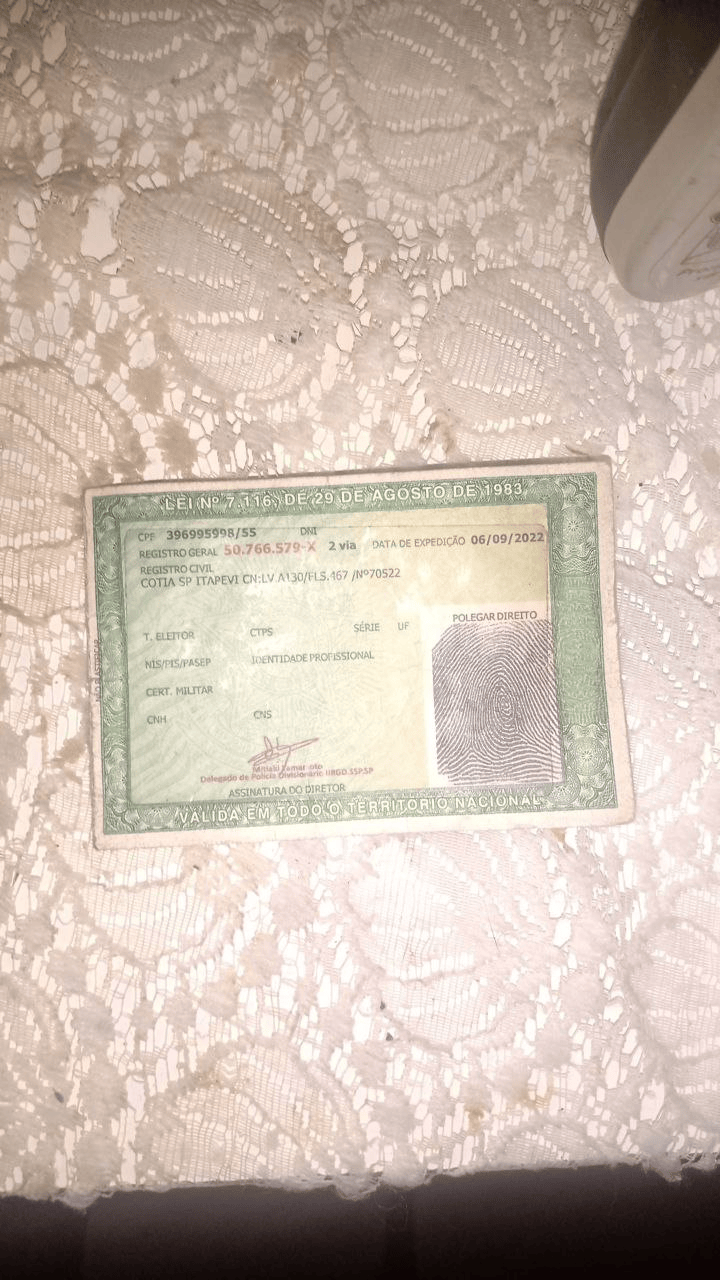 LEI Nº 7.116, DE 29 DE AGOSTO DE 1983
CPF 396995998/55 DNI
REGISTRO GERAL 50.766.579-X 2 via DATA DE EXPEDIÇÃO 06/09/2022
REGISTRO CIVIL
COTIA SP ITAPEVI CN:LV.A130/FLS.467 /Nº70522
POLEGAR DIREITO
T. ELEITOR CTPS SÉRIE UF
NIS/PIS/PASEP IDENTIDADE PROFISSIONAL
CERT. MILITAR
CNH CNS
Delegado de Polícia Divisionário IIRGD.SSP.SP
ASSINATURA DO DIRETOR
VÁLIDA EM TODO O TERRITÓRIO NACIONAL